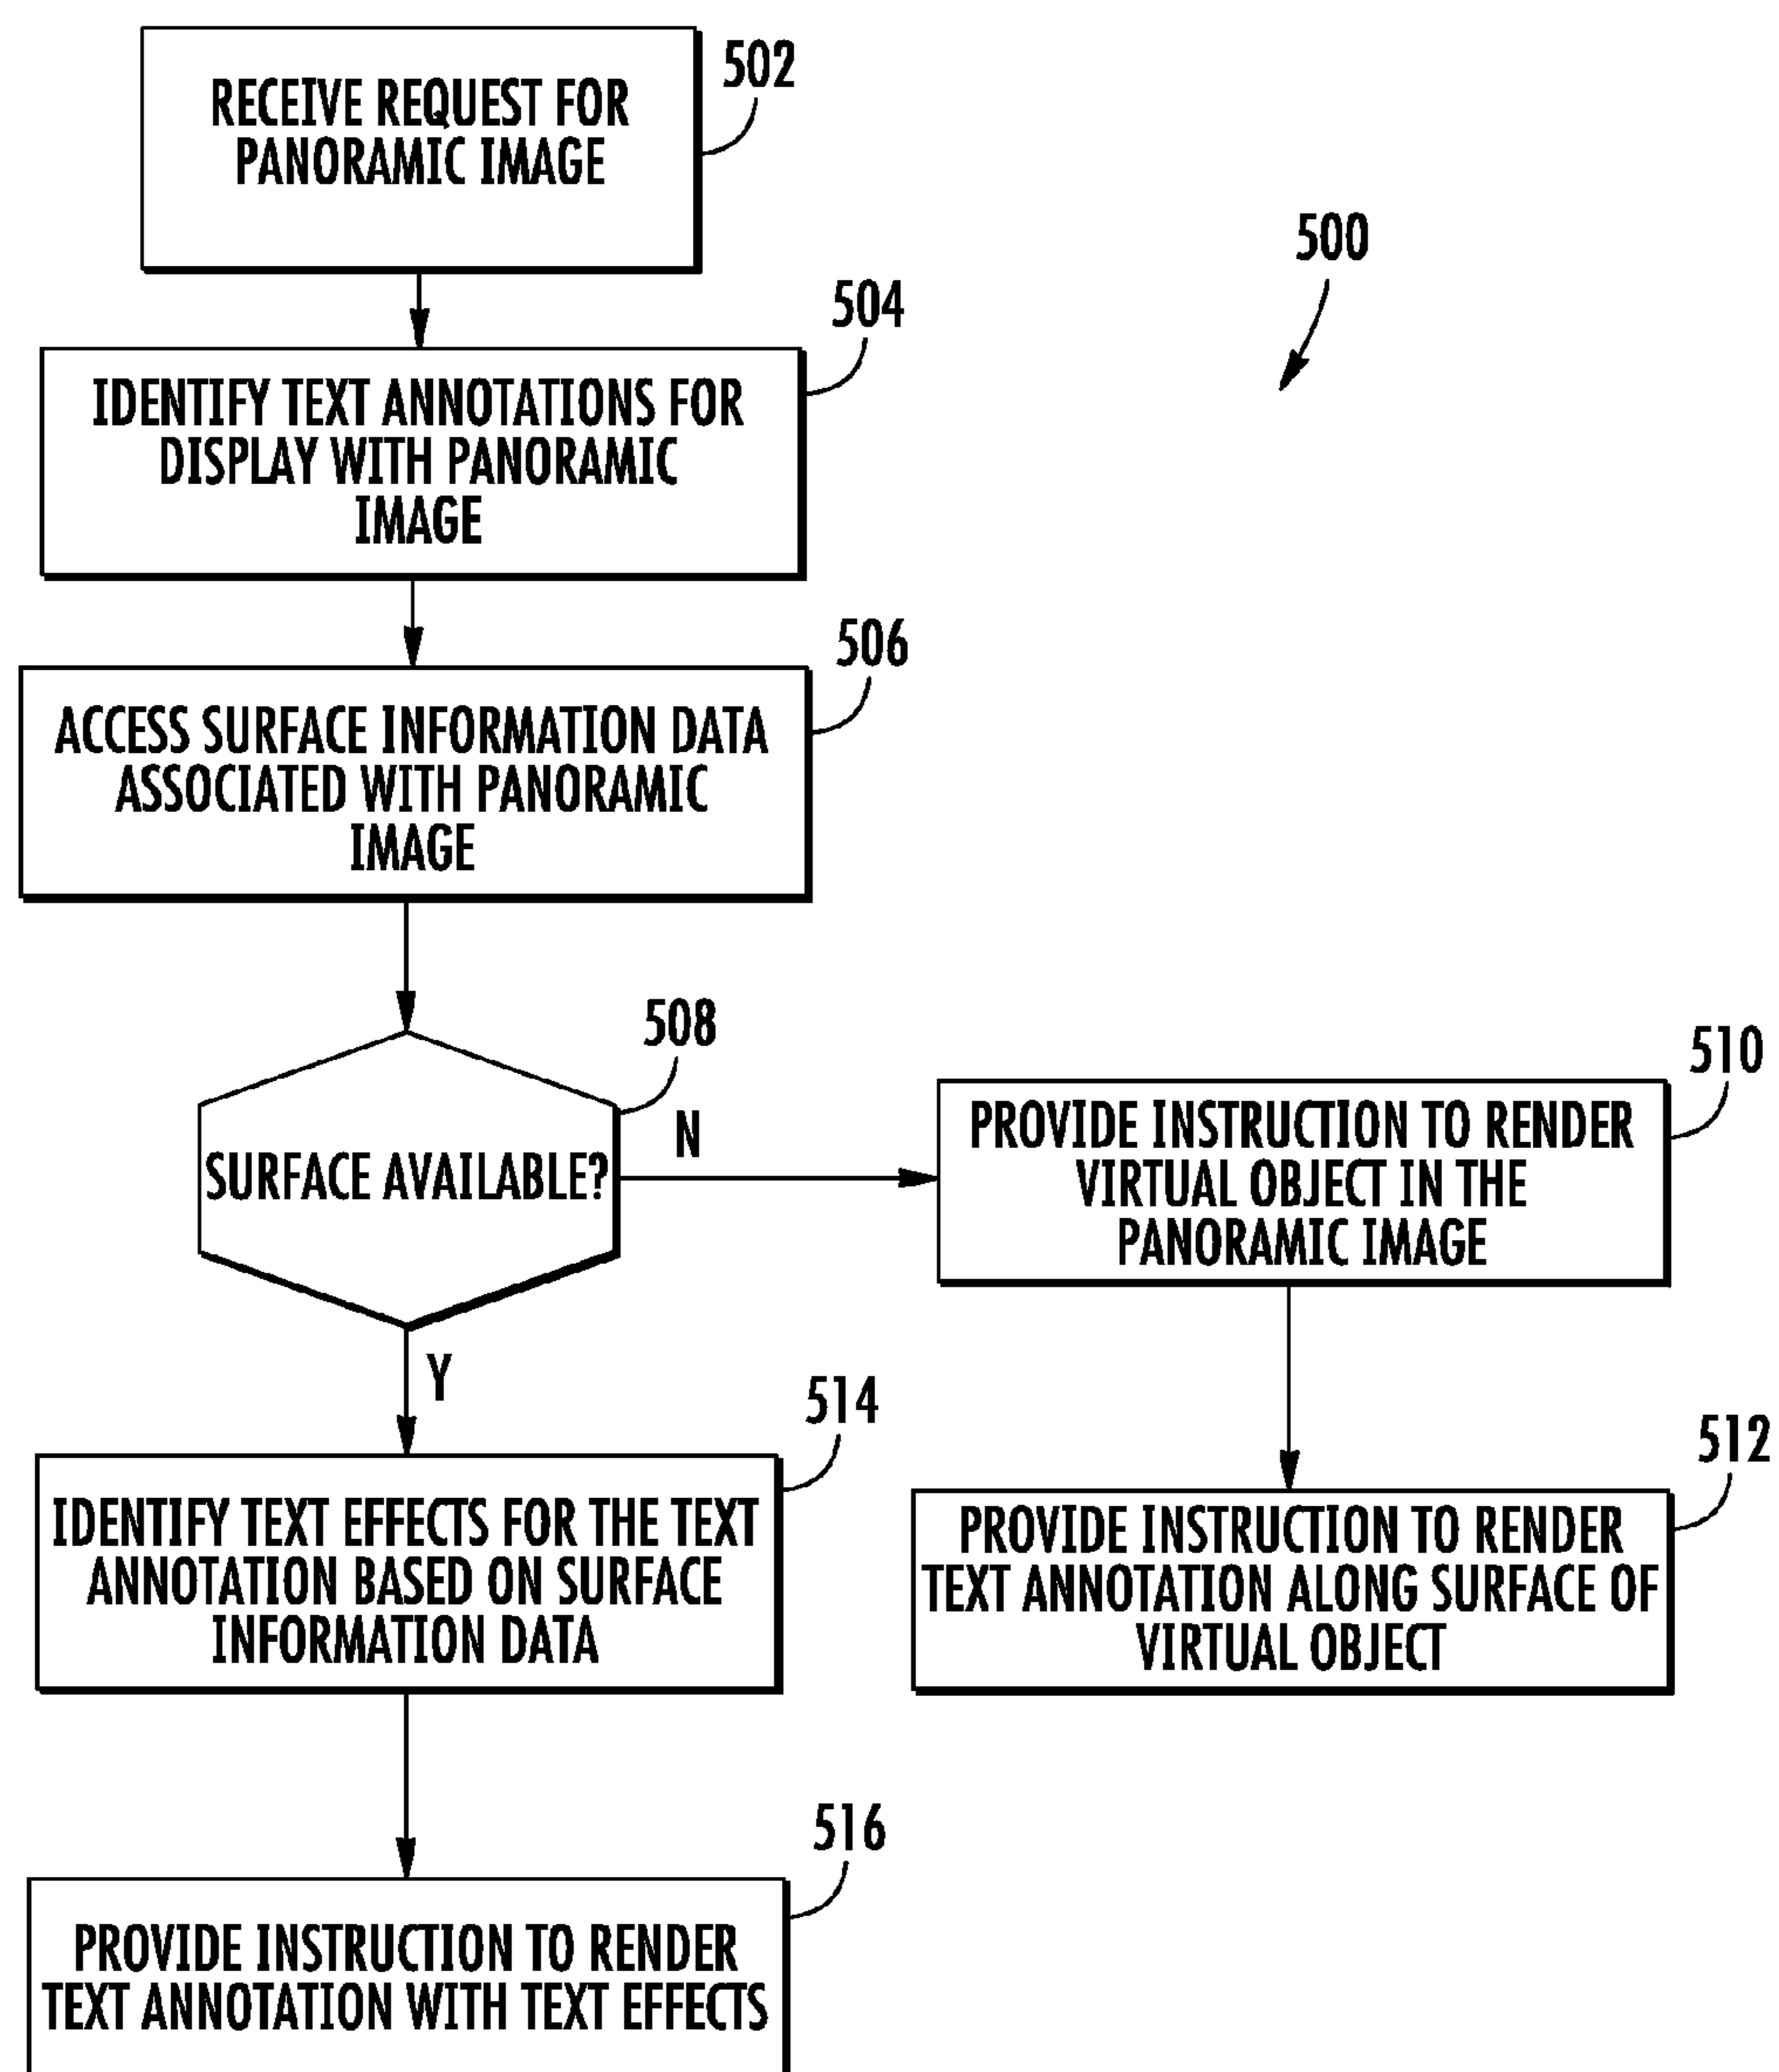 RECEIVE REQUEST FOR
PANORAMIC IMAGE
502
500
504
IDENTIFY TEXT ANNOTATIONS FOR
DISPLAY WITH PANORAMIC
IMAGE
506
ACCESS SURFACE INFORMATION DATA
ASSOCIATED WITH PANORAMIC
IMAGE
508
SURFACE AVAILABLE?
N
510
PROVIDE INSTRUCTION TO RENDER
VIRTUAL OBJECT IN THE
PANORAMIC IMAGE
Y
514
IDENTIFY TEXT EFFECTS FOR THE TEXT
ANNOTATION BASED ON SURFACE
INFORMATION DATA
512
PROVIDE INSTRUCTION TO RENDER
TEXT ANNOTATION ALONG SURFACE OF
VIRTUAL OBJECT
516
PROVIDE INSTRUCTION TO RENDER
TEXT ANNOTATION WITH TEXT EFFECTS